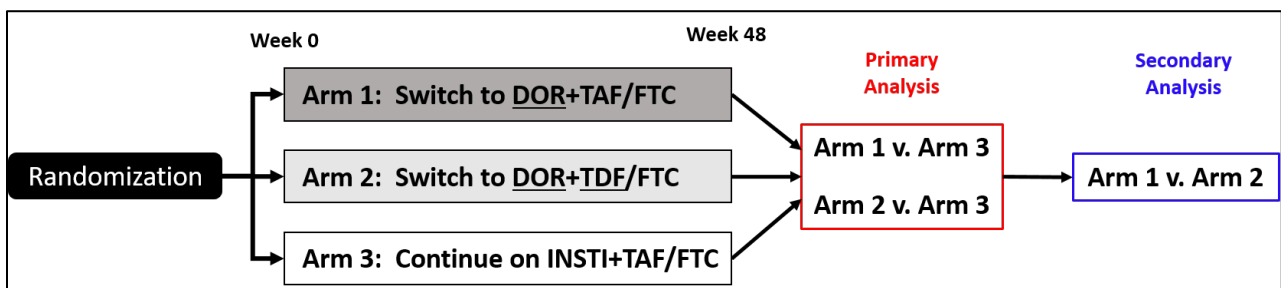 Week 0
Week 48
Primary
Analysis
Secondary
Analysis
Randomization
Arm 1: Switch to DOR+TAF/FTC
Arm 2: Switch to DOR+TDF/FTC
Arm 3: Continue on INSTI+TAF/FTC
Arm 1 v. Arm 3
Arm 2 v. Arm 3
Arm 1 v. Arm 2